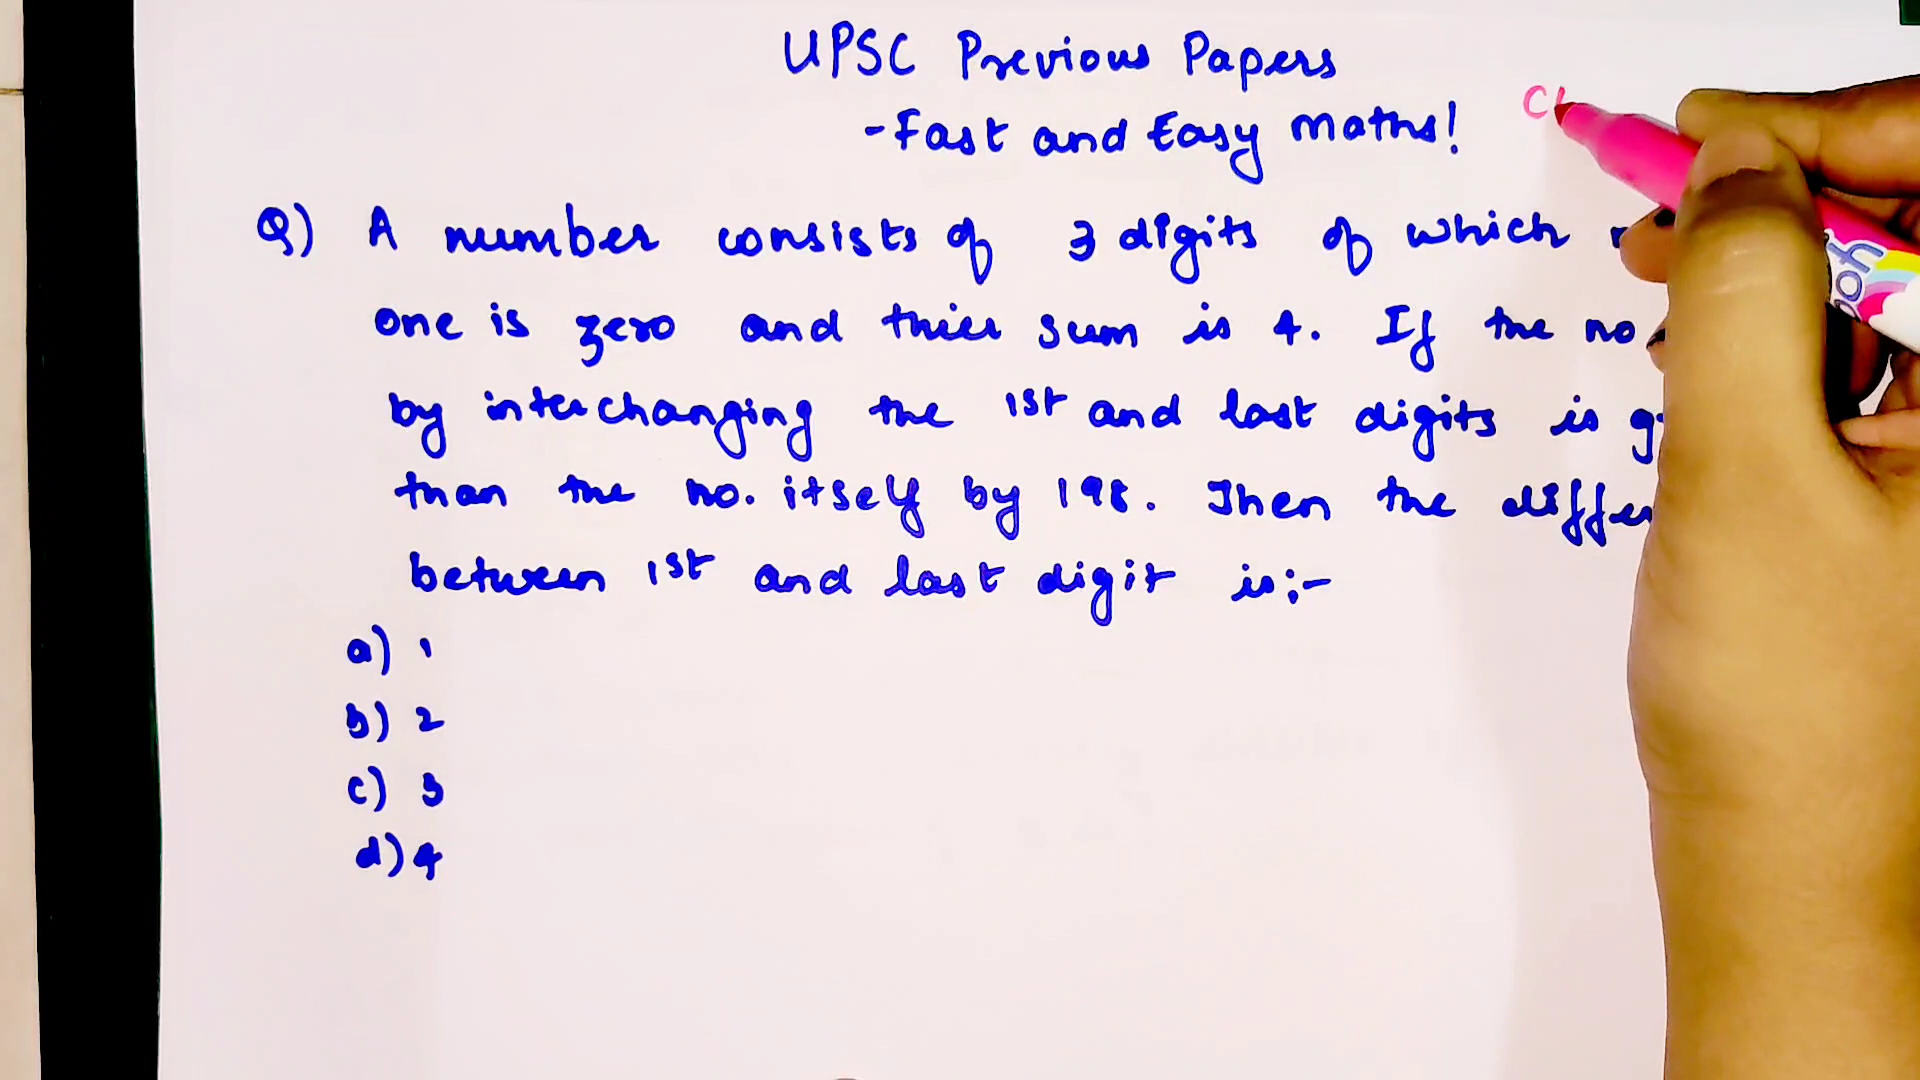 UPSC Previous Papers
- Fast and Easy maths!
Q) A number consists of 3 digits of which
one is zero and thier sum is 4. If the no
by interchanging the 1st and last digits is
than the no. itself by 198. Then the
between 1st and last digit is:-
a) 1
b) 2
c) 3
d) 4